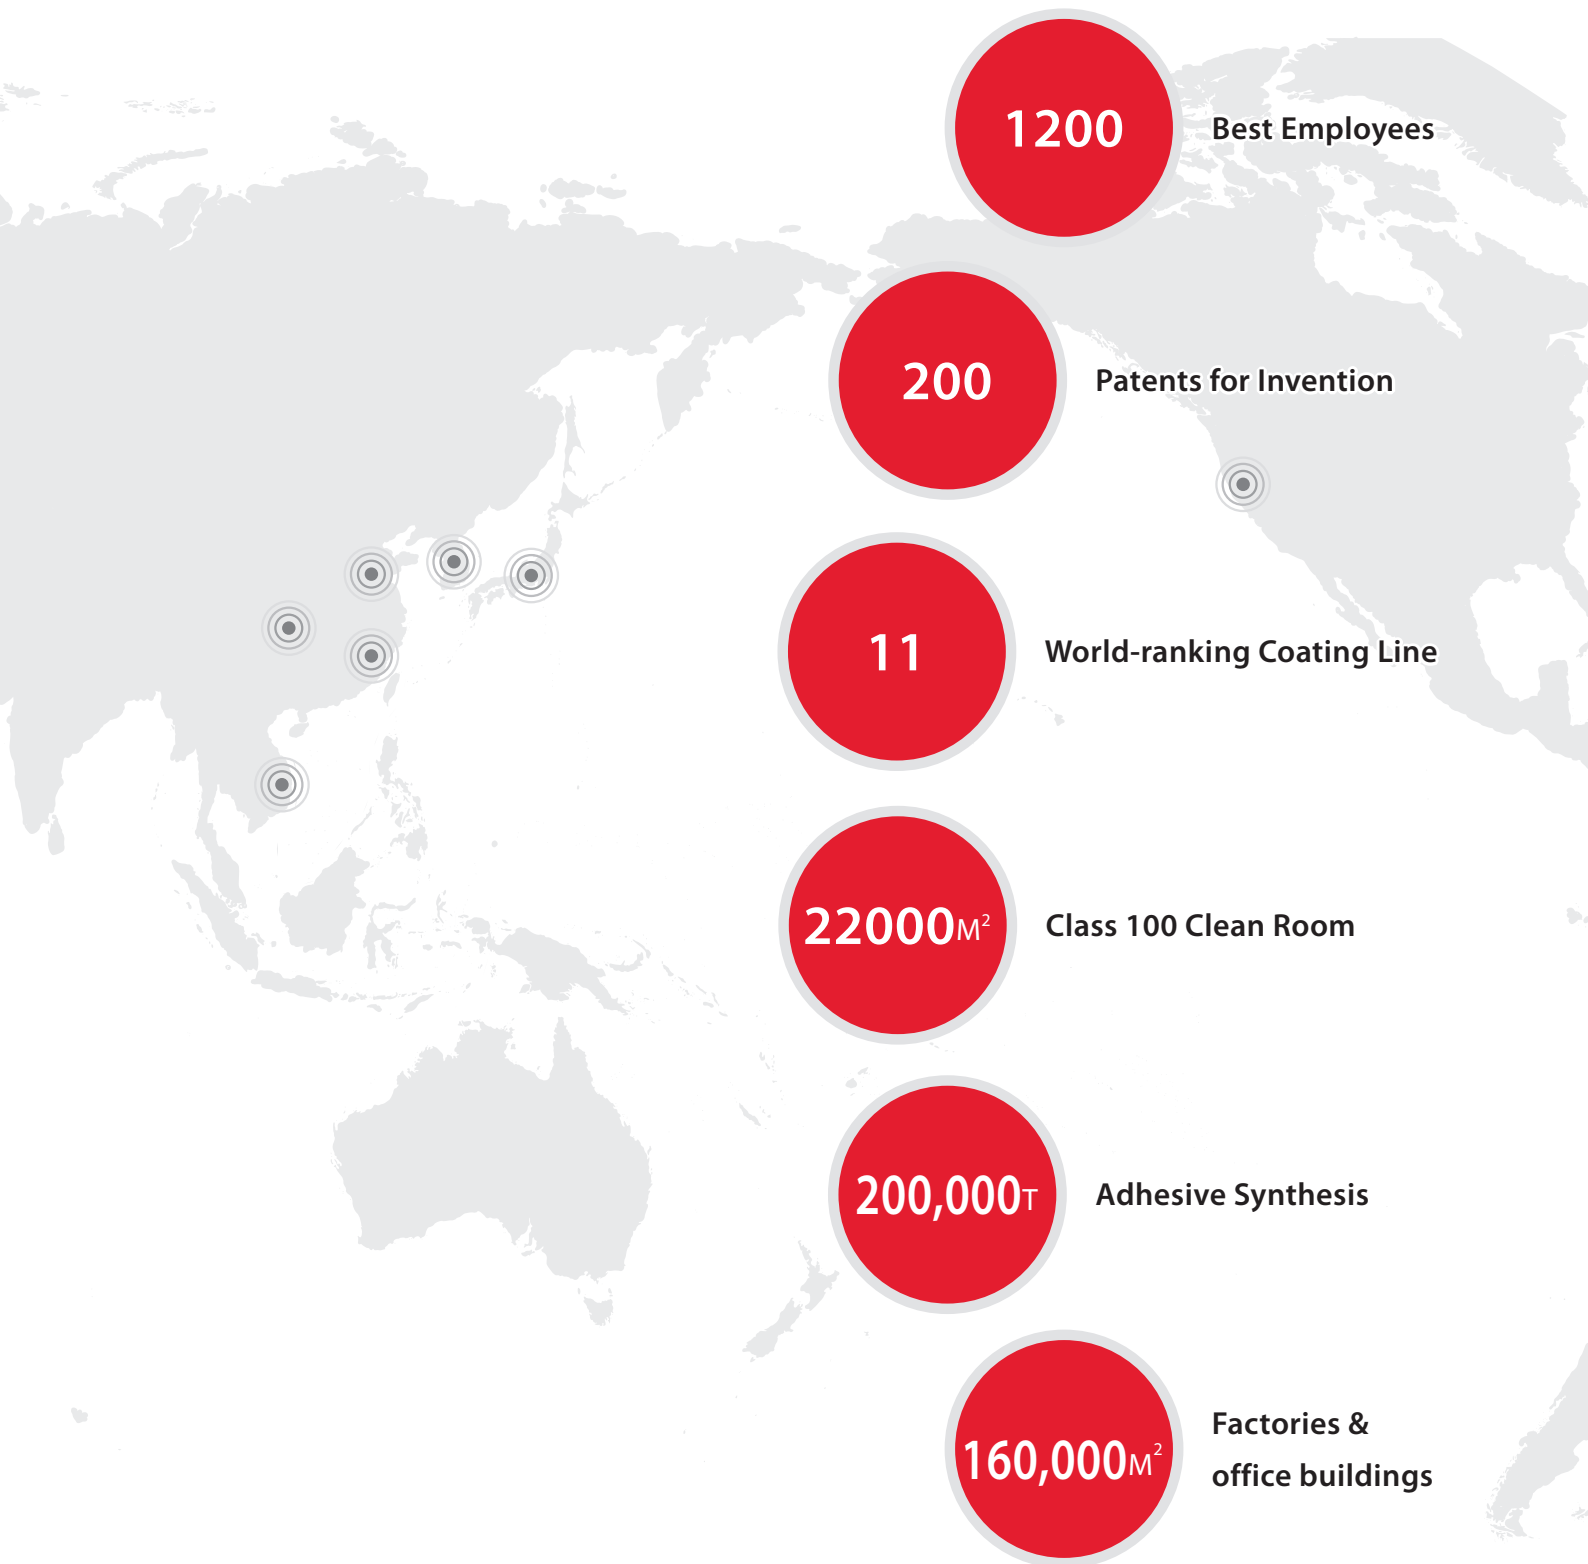 1200 Best Employees
200 Patents for Invention
11 World-ranking Coating Line
22000M² Class 100 Clean Room
200,000T Adhesive Synthesis
160,000M² Factories &
office buildings